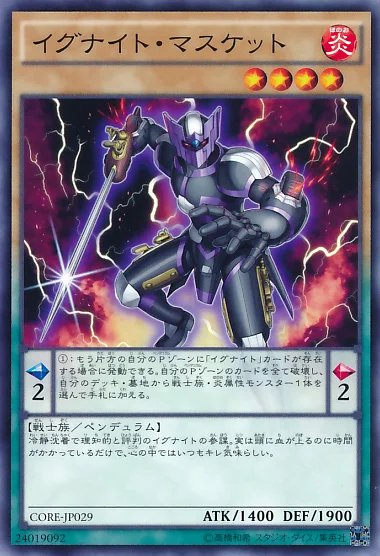 イグナイト・マスケット
炎
①:もう片方の自分のPゾーンに「イグナイト」カードが存在
する場合に発動できる。自分のPゾーンのカードを全て破壊し、
自分のデッキ・墓地から戦士族・炎属性モンスター1体を
選んで手札に加える。
2
2
【戦士族/ペンデュラム】
冷静沈着で理知的と評判のイグナイトの参謀。実は頭に血が上るのに時間
がかかっているだけで、心の中ではいつもキレ気味らしい。
CORE-JP029
ATK/1400 DEF/1900
24019092
©高橋和希 スタジオ・ダイス/集英社